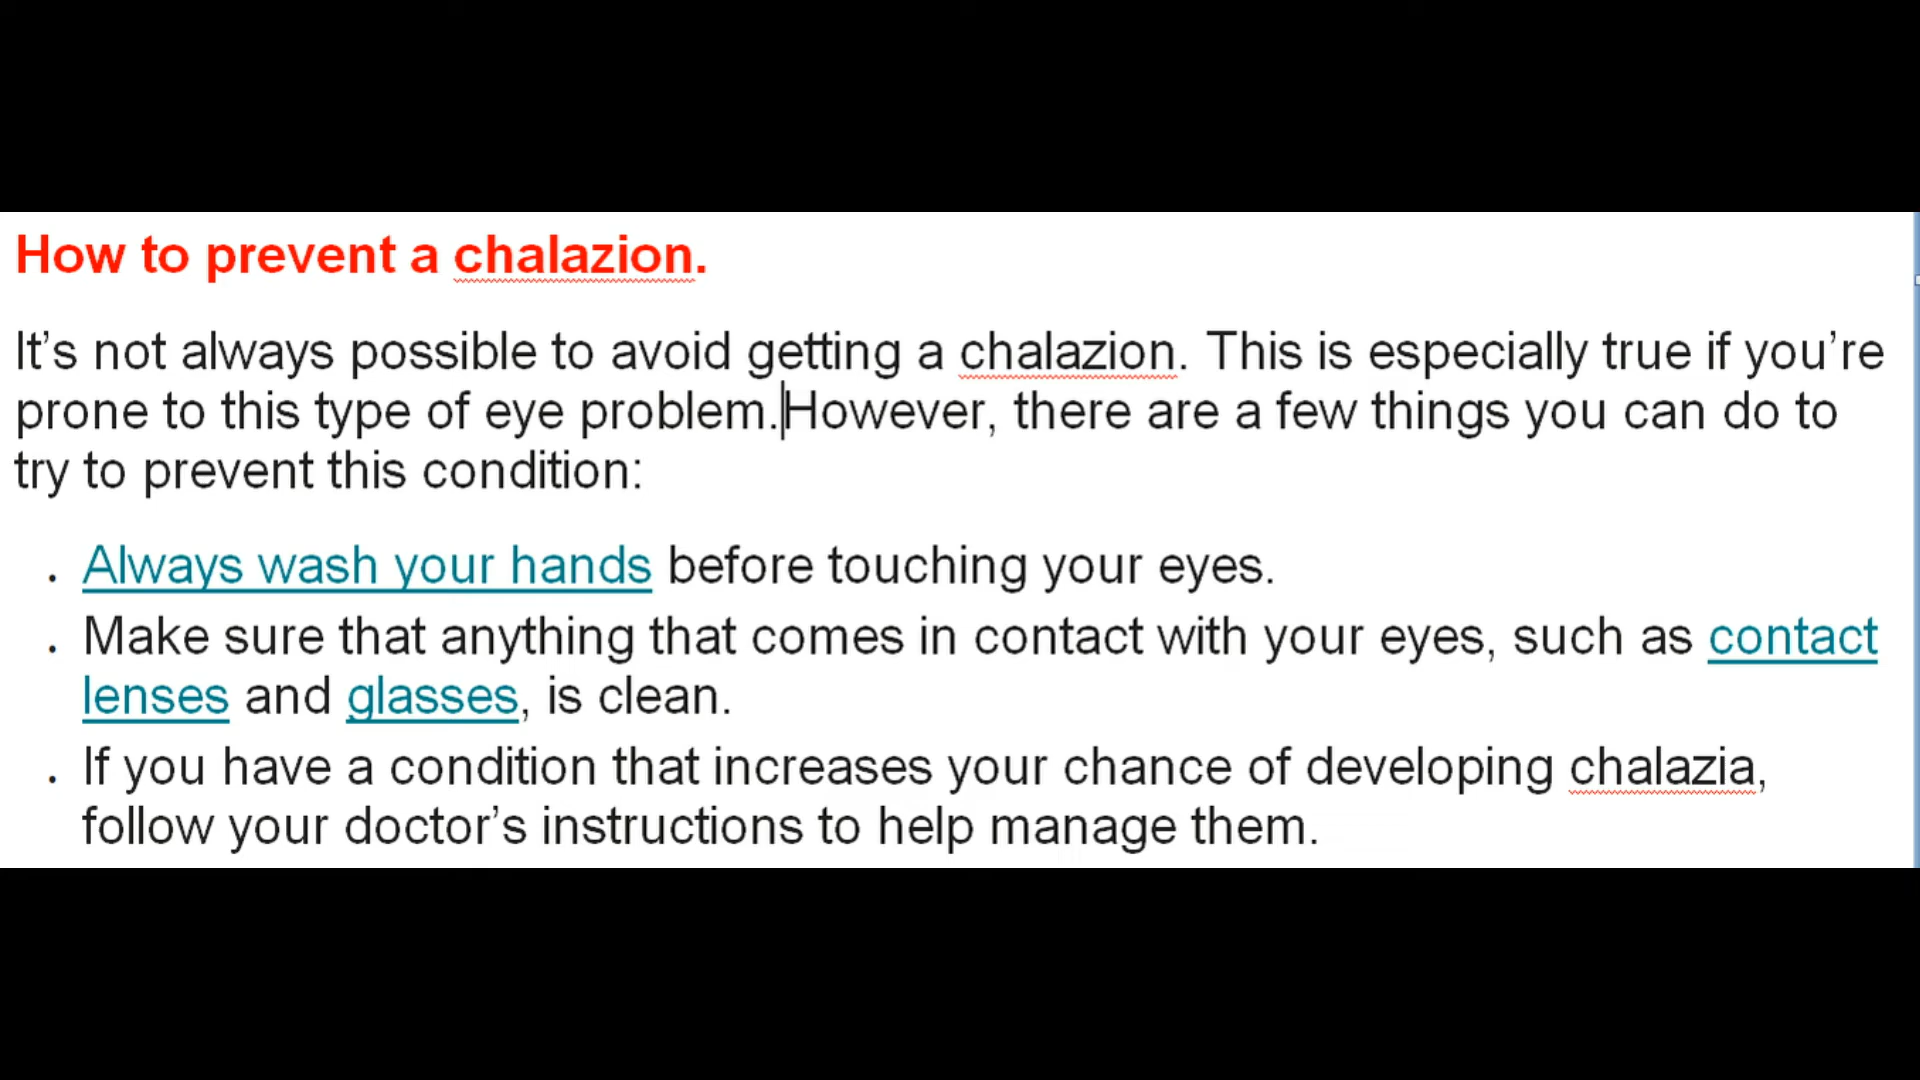 How to prevent a chalazion.
It’s not always possible to avoid getting a chalazion. This is especially true if you’re
prone to this type of eye problem.However, there are a few things you can do to
try to prevent this condition:
. Always wash your hands before touching your eyes.
. Make sure that anything that comes in contact with your eyes, such as contact
lenses and glasses, is clean.
. If you have a condition that increases your chance of developing chalazia,
follow your doctor’s instructions to help manage them.